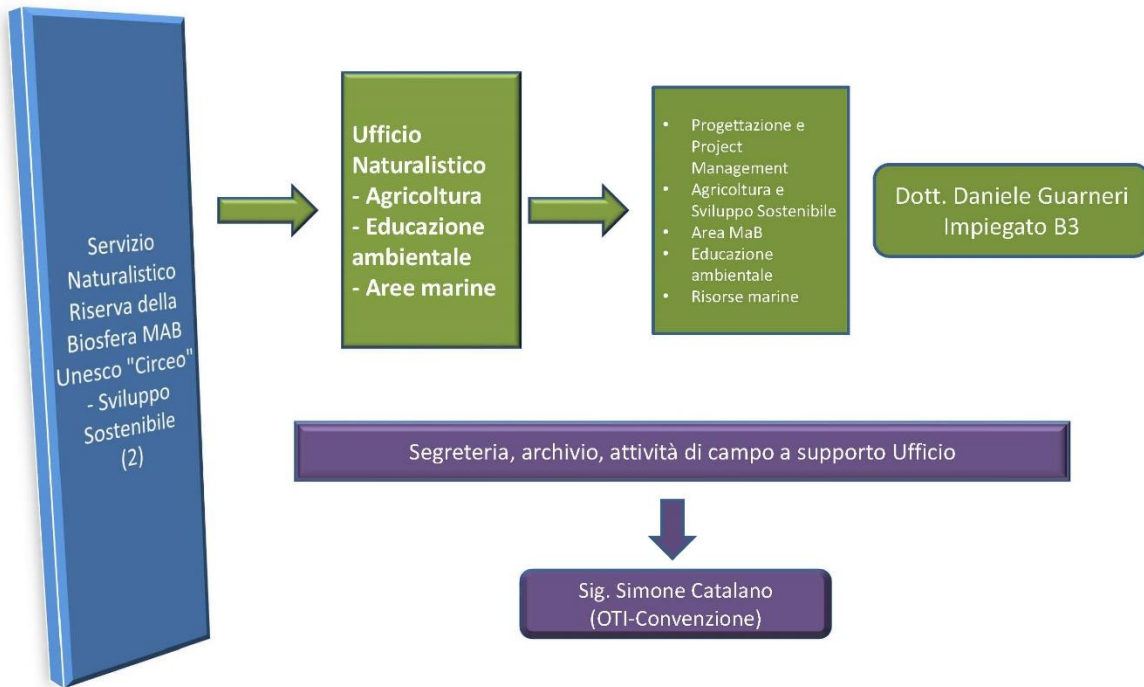 Servizio
Naturalistico
Riserva della
Biosfera MAB
Unesco "Circeo"
- Sviluppo
Sostenibile
(2)
Ufficio
Naturalistico
- Agricoltura
- Educazione
ambientale
- Aree marine
• Progettazione e
Project
Management
• Agricoltura e
Sviluppo Sostenibile
• Area MaB
• Educazione
ambientale
• Risorse marine
Dott. Daniele Guarneri
Impiegato B3
Segreteria, archivio, attività di campo a supporto Ufficio
Sig. Simone Catalano
(OTI-Convenzione)